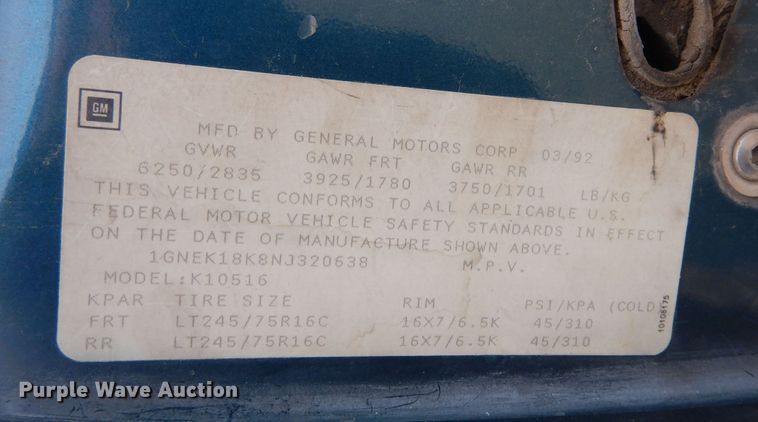 GM
MFD BY GENERAL MOTORS CORP 03/92
GVWR GAWR FRT GAWR RR
6250/2835 3925/1780 3750/1701 LB/KG
THIS VEHICLE CONFORMS TO ALL APPLICABLE U.S.
FEDERAL MOTOR VEHICLE SAFETY STANDARDS IN EFFECT
ON THE DATE OF MANUFACTURE SHOWN ABOVE.
1GNEK18K8NJ320638 M.P.V.
MODEL:K10516
KPAR TIRE SIZE RIM PSI/KPA (COLD)
FRT LT245/75R16C 16X7/6.5K 45/310
RR LT245/75R16C 16X7/6.5K 45/310
10108175
Purple Wave Auction